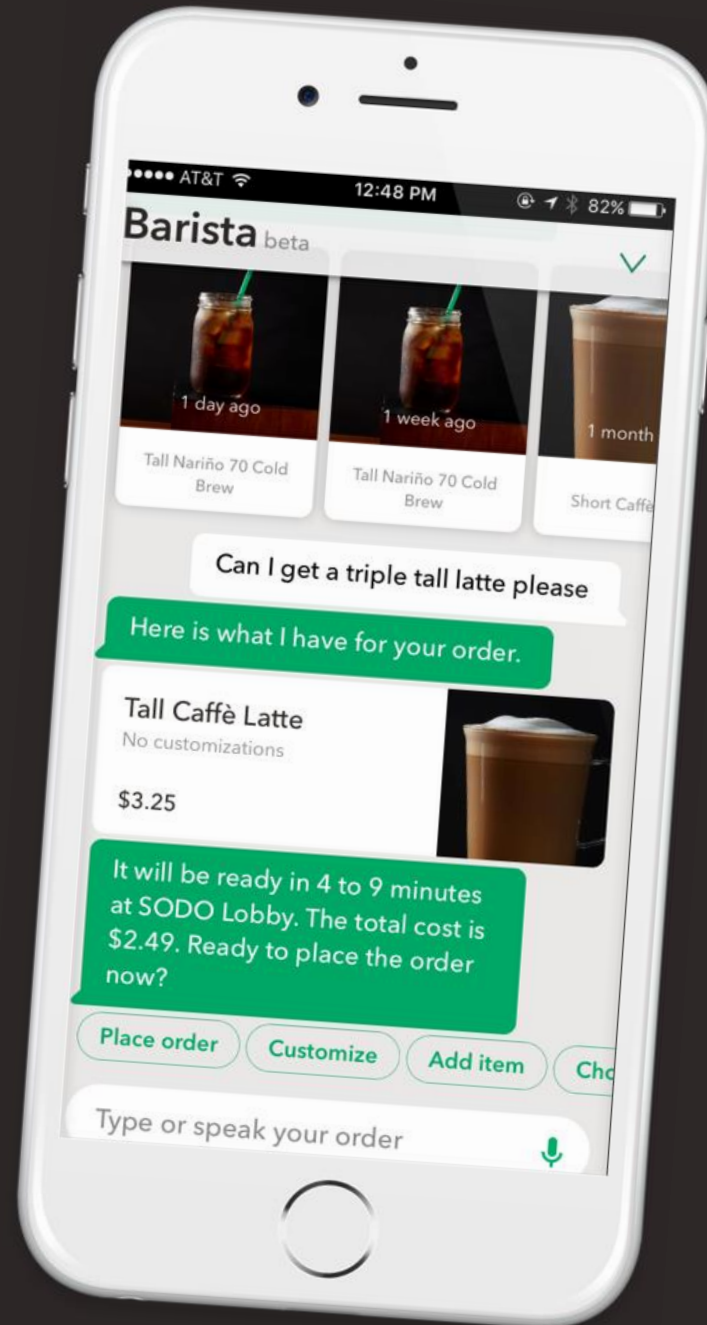 AT&T 12:48 PM 82%
Barista beta
1 day ago
1 week ago
1 month
Tall Nariño 70 Cold
Brew
Tall Nariño 70 Cold
Brew
Short Caffè
Can I get a triple tall latte please
Here is what I have for your order.
Tall Caffè Latte
No customizations
$3.25
It will be ready in 4 to 9 minutes
at SODO Lobby. The total cost is
$2.49. Ready to place the order
now?
Place order Customize Add item Cho
Type or speak your order